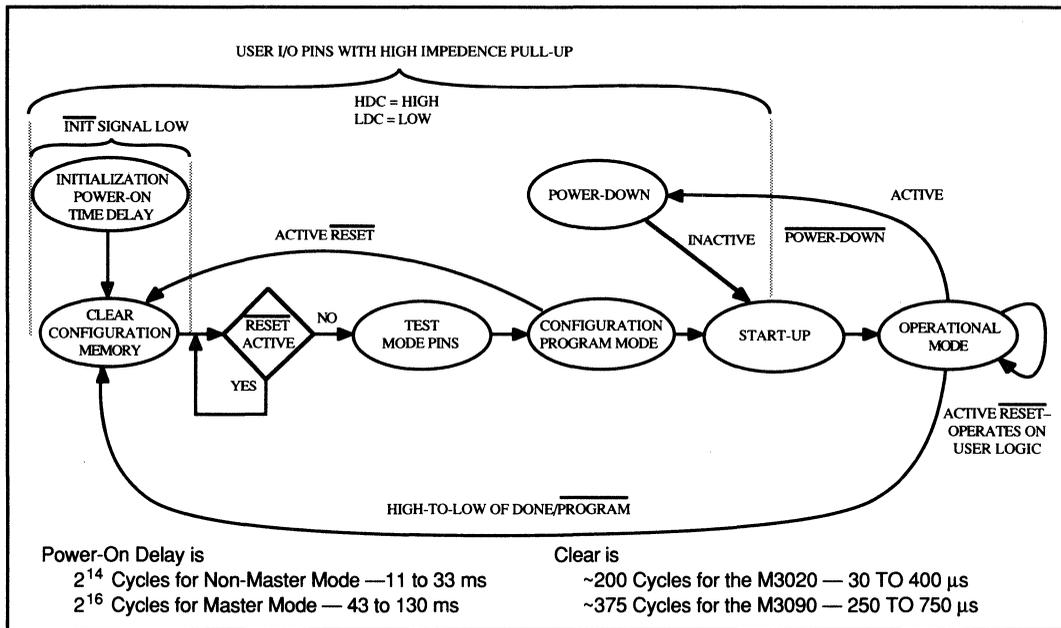 USER I/O PINS WITH HIGH IMPEDENCE PULL-UP
HDC = HIGH
LDC = LOW
INIT SIGNAL LOW
INITIALIZATION
POWER-ON
TIME DELAY
POWER-DOWN
ACTIVE
INACTIVE
POWER-DOWN
ACTIVE RESET
CLEAR
CONFIGURATION
MEMORY
RESET
ACTIVE
NO
YES
TEST
MODE PINS
CONFIGURATION
PROGRAM MODE
START-UP
OPERATIONAL
MODE
ACTIVE RESET–
OPERATES ON
USER LOGIC
HIGH-TO-LOW OF DONE/PROGRAM
Power-On Delay is
2¹⁴ Cycles for Non-Master Mode —11 to 33 ms
2¹⁶ Cycles for Master Mode — 43 to 130 ms
Clear is
~200 Cycles for the M3020 — 30 TO 400 µs
~375 Cycles for the M3090 — 250 TO 750 µs